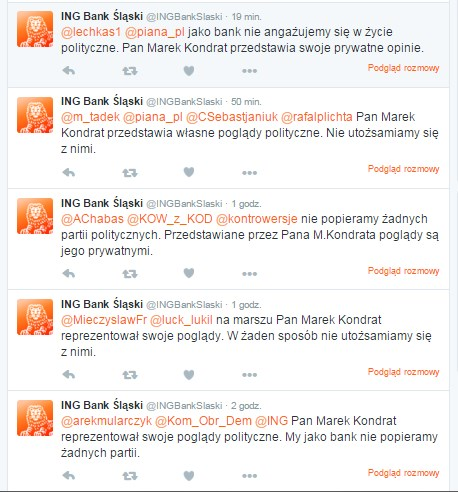 ING Bank Śląski @INGBankSlaski · 19 min.
@lechkas1 @piana_pl jako bank nie angażujemy się w życie
polityczne. Pan Marek Kondrat przedstawia swoje prywatne opinie.
Podgląd rozmowy
ING Bank Śląski @INGBankSlaski · 50 min.
@m_tadek @piana_pl @CSebastjaniuk @rafalplichta Pan Marek
Kondrat przedstawia własne poglądy polityczne. Nie utożsamiamy się
z nimi.
Podgląd rozmowy
ING Bank Śląski @INGBankSlaski · 1 godz.
@AChabas @KOW_z_KOD @kontrowersje nie popieramy żadnych
partii politycznych. Przedstawiane przez Pana M.Kondrata poglądy są
jego prywatnymi.
Podgląd rozmowy
ING Bank Śląski @INGBankSlaski · 1 godz.
@MieczyslawFr @luck_lukil na marszu Pan Marek Kondrat
reprezentował swoje poglądy. W żaden sposób nie utożsamiamy się
z nimi.
Podgląd rozmowy
ING Bank Śląski @INGBankSlaski · 2 godz.
@arekmularczyk @Kom_Obr_Dem @ING Pan Marek Kondrat
reprezentował swoje poglądy polityczne. My jako bank nie popieramy
żadnych partii.
Podgląd rozmowy